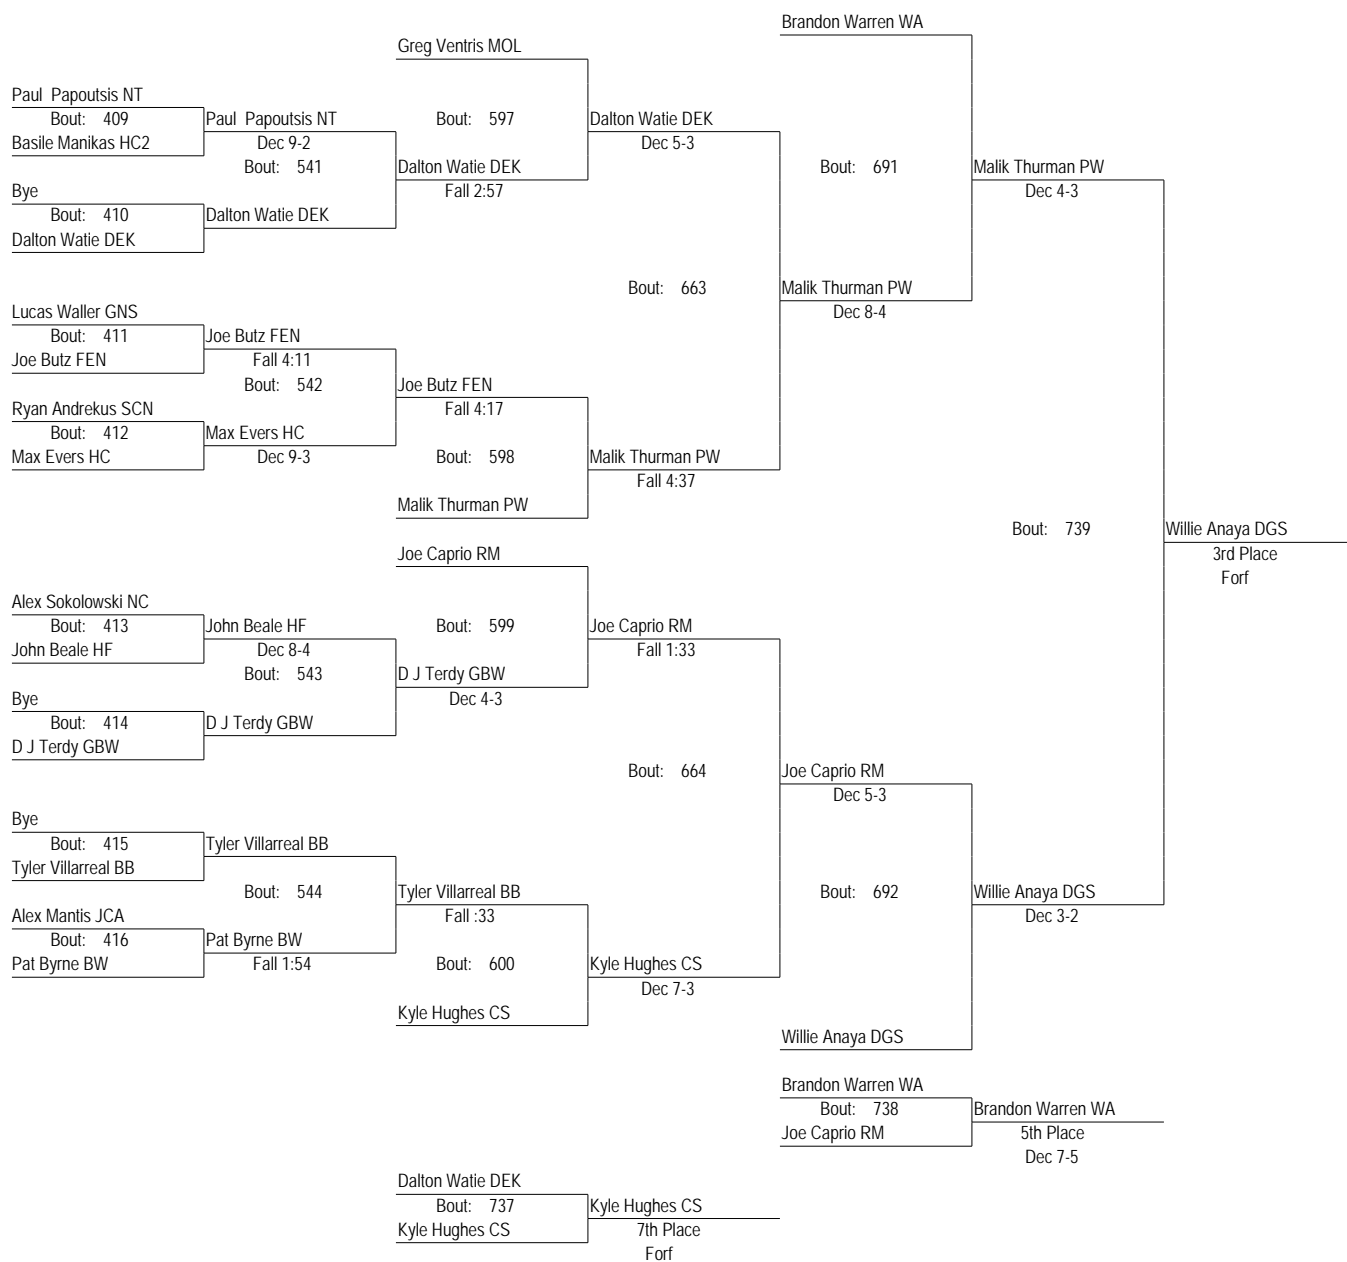 Brandon Warren WA
Greg Ventris MOL
Paul  Papoutsis NT
Bout: 409
Paul  Papoutsis NT
Bout: 597
Dalton Watie DEK
Basile Manikas HC2
Dec 9-2
Dec 5-3
Bout: 541
Dalton Watie DEK
Bout: 691
Malik Thurman PW
Bye
Fall 2:57
Dec 4-3
Bout: 410
Dalton Watie DEK
Dalton Watie DEK
Bout: 663
Malik Thurman PW
Lucas Waller GNS
Dec 8-4
Bout: 411
Joe Butz FEN
Joe Butz FEN
Fall 4:11
Bout: 542
Joe Butz FEN
Ryan Andrekus SCN
Fall 4:17
Bout: 412
Max Evers HC
Max Evers HC
Dec 9-3
Bout: 598
Malik Thurman PW
Fall 4:37
Malik Thurman PW
Bout: 739
Willie Anaya DGS
Joe Caprio RM
3rd Place
Forf
Alex Sokolowski NC
Bout: 413
John Beale HF
Bout: 599
Joe Caprio RM
John Beale HF
Dec 8-4
Fall 1:33
Bout: 543
D J Terdy GBW
Bye
Dec 4-3
Bout: 414
D J Terdy GBW
D J Terdy GBW
Bout: 664
Joe Caprio RM
Dec 5-3
Bye
Bout: 415
Tyler Villarreal BB
Tyler Villarreal BB
Bout: 544
Tyler Villarreal BB
Bout: 692
Willie Anaya DGS
Alex Mantis JCA
Fall :33
Dec 3-2
Bout: 416
Pat Byrne BW
Pat Byrne BW
Fall 1:54
Bout: 600
Kyle Hughes CS
Dec 7-3
Kyle Hughes CS
Willie Anaya DGS
Brandon Warren WA
Bout: 738
Brandon Warren WA
Joe Caprio RM
5th Place
Dec 7-5
Dalton Watie DEK
Bout: 737
Kyle Hughes CS
Kyle Hughes CS
7th Place
Forf